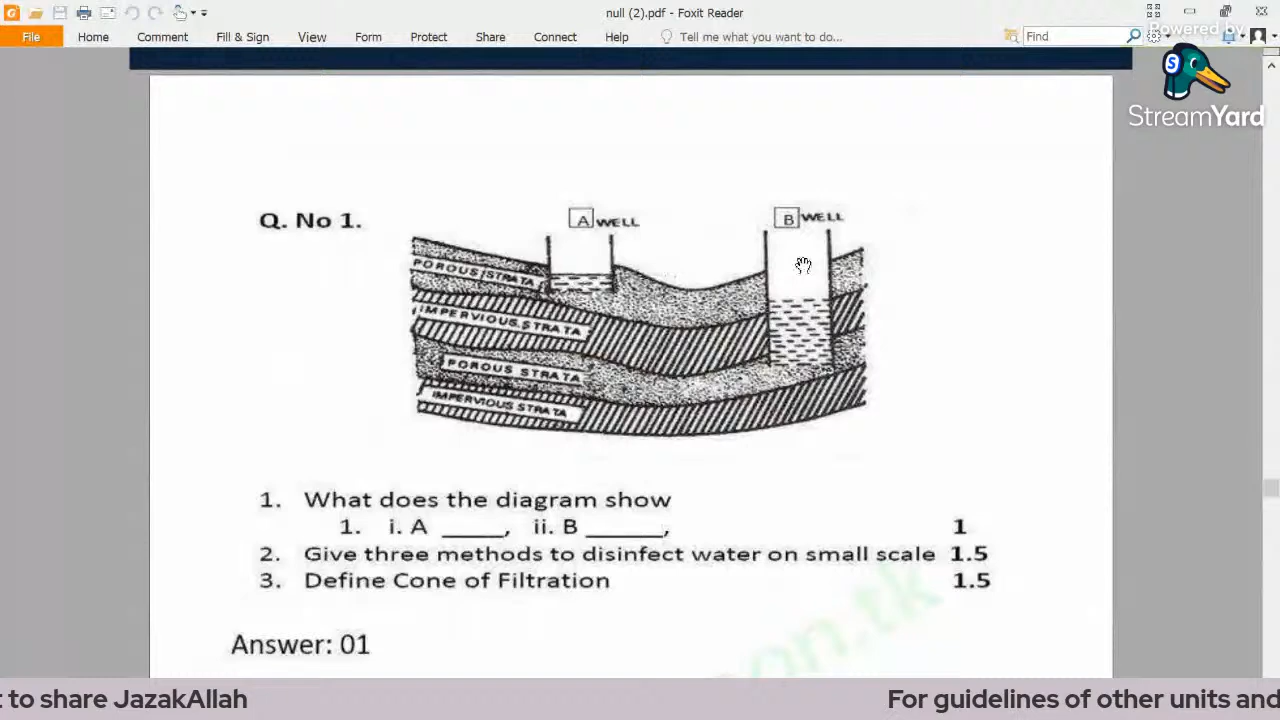 null (2).pdf - Foxit Reader
File Home Comment Fill & Sign View Form Protect Share Connect Help Tell me what you want to do... Find
Powered by
StreamYard
Q. No 1.
A WELL
B WELL
POROUS STRATA
IMPERVIOUS STRATA
POROUS STRATA
IMPERVIOUS STRATA
1. What does the diagram show
1. i. A _____, ii. B ______, 1
2. Give three methods to disinfect water on small scale 1.5
3. Define Cone of Filtration 1.5
Answer: 01
on.tk
t to share JazakAllah
For guidelines of other units and